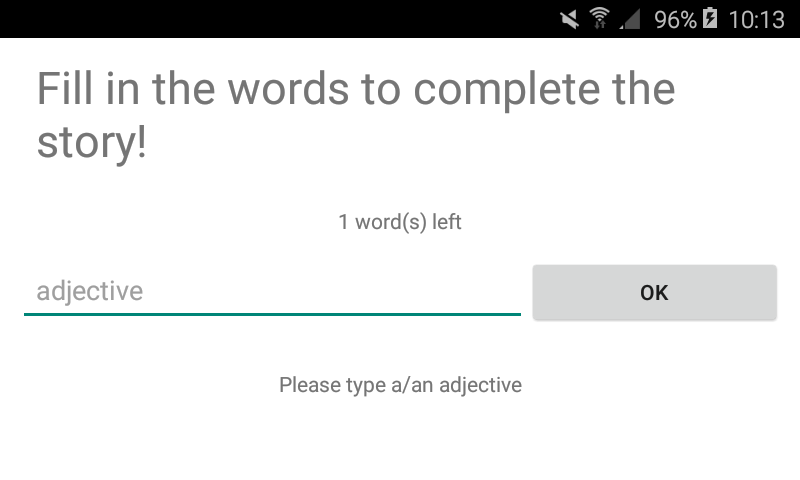 96% 10:13
Fill in the words to complete the
story!
1 word(s) left
adjective
OK
Please type a/an adjective